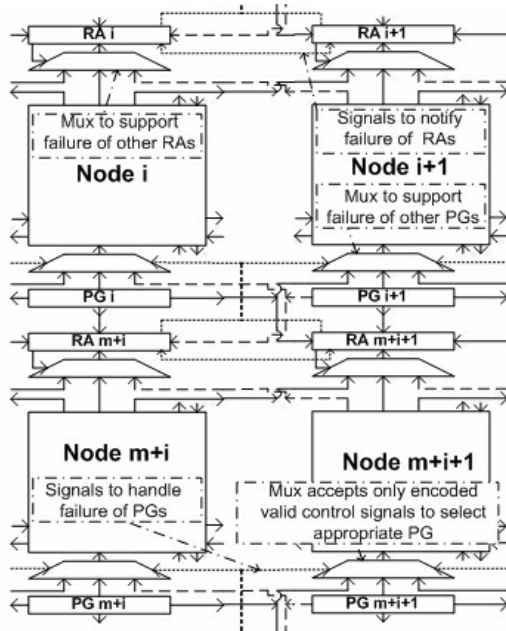 RA i
RA i+1
Mux to support
failure of other RAs
Node i
Signals to notify
failure of RAs
Node i+1
Mux to support
failure of other PGs
PG i
PG i+1
RA m+i
RA m+i+1
Node m+i
Signals to handle
failure of PGs
Node m+i+1
Mux accepts only encoded
valid control signals to select
appropriate PG
PG m+i
PG m+i+1